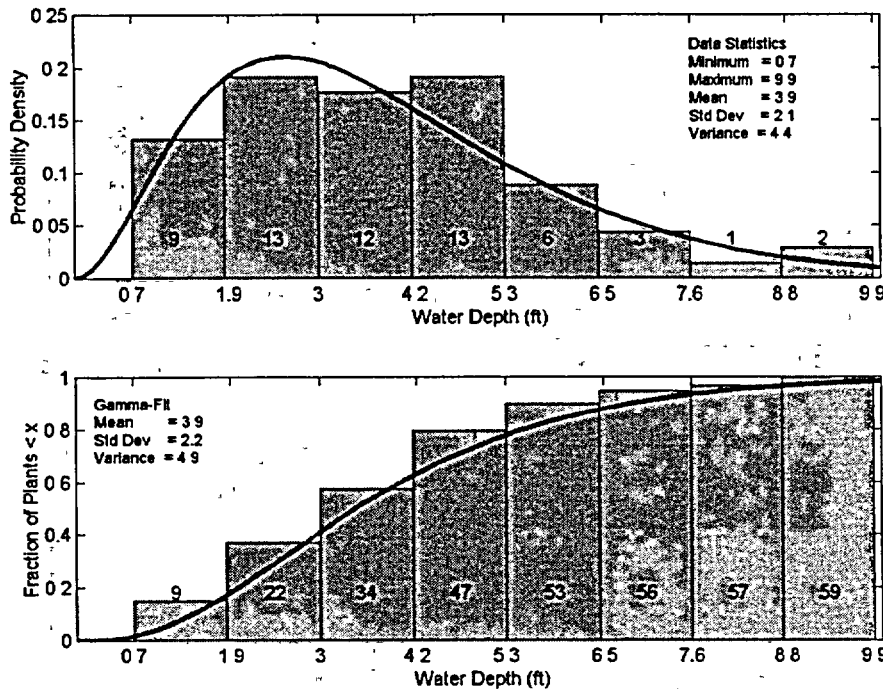 0 25
0.2
0.15
0.1
0 05
0
Probability Density
Data Statistics
Minimum = 0 7
Maximum = 9 9
Mean = 3 9
Std Dev = 2 1
Variance = 4 4
9 13 12 13 6 3 1 2
0 7 1.9 3 4 2 5 3 6 5 7.6 8 8 9 9
Water Depth (ft)
1
0 8
0 6
0.4
0 2
0
Fraction of Plants < x
Gamma-Fit
Mean = 3 9
Std Dev = 2.2
Variance = 4 9
9 22 34 47 53 56 57 59
0 7 1 9 3 4 2 5 3 6 5 7.6 8 8 9 9
Water Depth (ft)